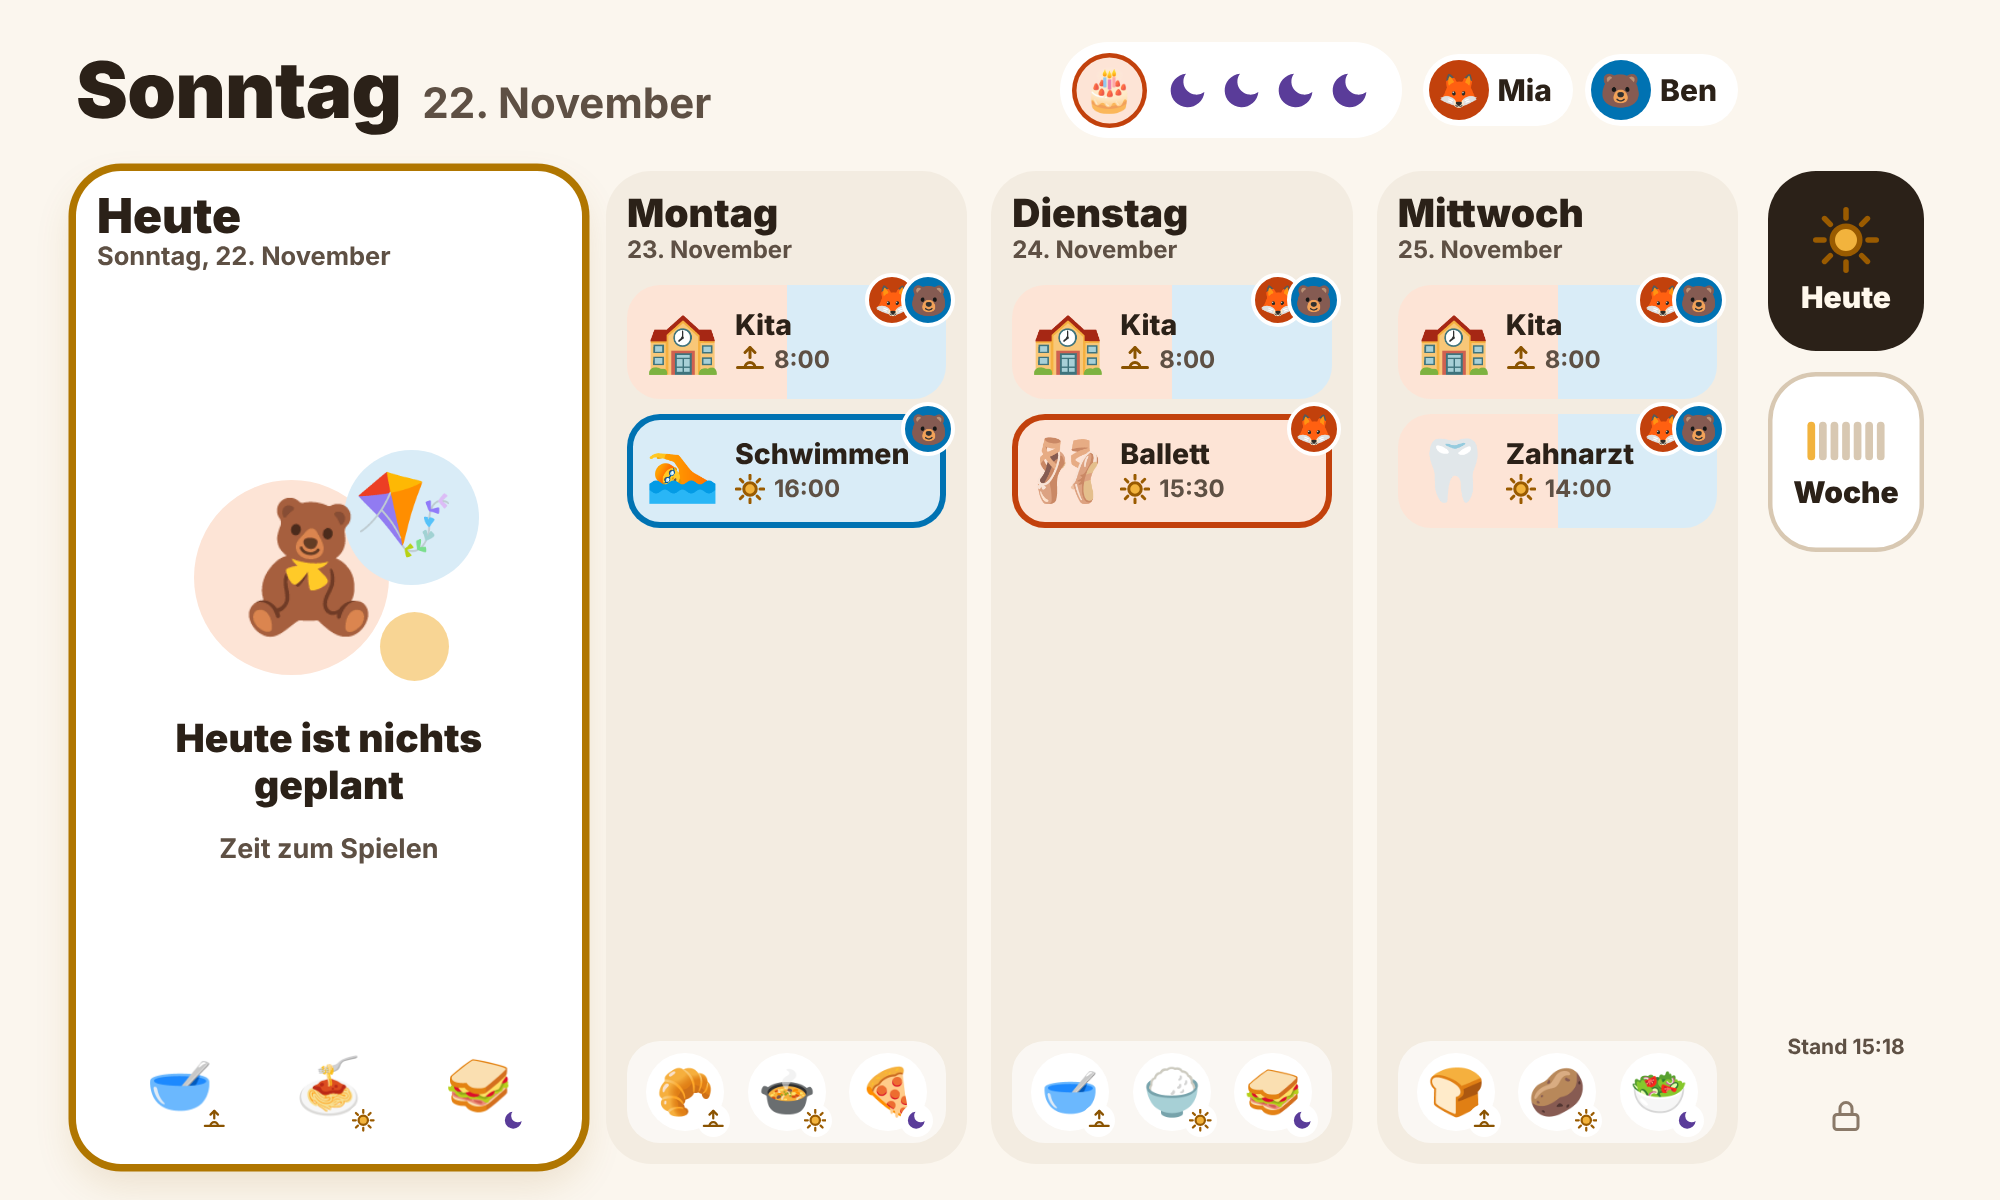 Sonntag 22. November
Mia
Ben
Heute
Sonntag, 22. November
Heute ist nichts
geplant
Zeit zum Spielen
Montag
23. November
Kita
8:00
Schwimmen
16:00
Dienstag
24. November
Kita
8:00
Ballett
15:30
Mittwoch
25. November
Kita
8:00
Zahnarzt
14:00
Heute
Woche
Stand 15:18